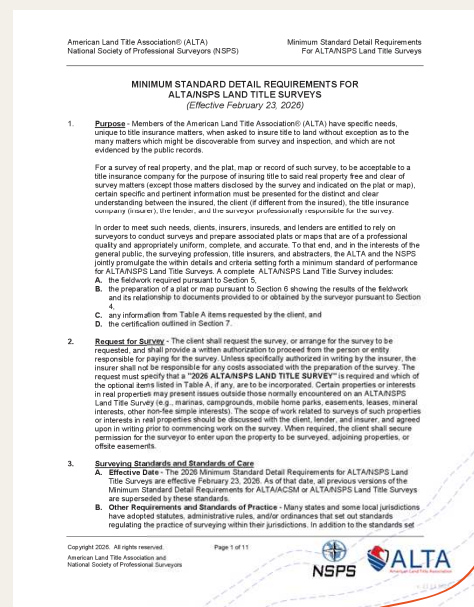 American Land Title Association® (ALTA)
National Society of Professional Surveyors (NSPS)
Minimum Standard Detail Requirements
For ALTA/NSPS Land Title Surveys
MINIMUM STANDARD DETAIL REQUIREMENTS FOR
ALTA/NSPS LAND TITLE SURVEYS
(Effective February 23, 2026)
1. Purpose - Members of the American Land Title Association® (ALTA) have specific needs,
unique to title insurance matters, when asked to insure title to land without exception as to the
many matters which might be discoverable from survey and inspection, and which are not
evidenced by the public records.
For a survey of real property, and the plat, map or record of such survey, to be acceptable to a
title insurance company for the purpose of insuring title to said real property free and clear of
survey matters (except those matters disclosed by the survey and indicated on the plat or map),
certain specific and pertinent information must be presented for the distinct and clear
understanding between the insured, the client (if different from the insured), the title insurance
company (insurer), the lender, and the surveyor professionally responsible for the survey.
In order to meet such needs, clients, insurers, insureds, and lenders are entitled to rely on
surveyors to conduct surveys and prepare associated plats or maps that are of a professional
quality and appropriately uniform, complete, and accurate. To that end, and in the interests of the
general public, the surveying profession, title insurers, and abstracters, the ALTA and the NSPS
jointly promulgate the within details and criteria setting forth a minimum standard of performance
for ALTA/NSPS Land Title Surveys. A complete ALTA/NSPS Land Title Survey includes:
A. the fieldwork required pursuant to Section 5,
B. the preparation of a plat or map pursuant to Section 6 showing the results of the fieldwork
and its relationship to documents provided to or obtained by the surveyor pursuant to Section
4,
C. any information from Table A items requested by the client, and
D. the certification outlined in Section 7.
2. Request for Survey - The client shall request the survey, or arrange for the survey to be
requested, and shall provide a written authorization to proceed from the person or entity
responsible for paying for the survey. Unless specifically authorized in writing by the insurer, the
insurer shall not be responsible for any costs associated with the preparation of the survey. The
request must specify that a "2026 ALTA/NSPS LAND TITLE SURVEY" is required and which of
the optional items listed in Table A, if any, are to be incorporated. Certain properties or interests
in real properties may present issues outside those normally encountered on an ALTA/NSPS
Land Title Survey (e.g., marinas, campgrounds, mobile home parks, easements, leases, mineral
interests, other non-fee simple interests). The scope of work related to surveys of such properties
or interests in real properties should be discussed with the client, lender, and insurer, and agreed
upon in writing prior to commencing work on the survey. When required, the client shall secure
permission for the surveyor to enter upon the property to be surveyed, adjoining properties, or
offsite easements.
3. Surveying Standards and Standards of Care
A. Effective Date - The 2026 Minimum Standard Detail Requirements for ALTA/NSPS Land
Title Surveys are effective February 23, 2026. As of that date, all previous versions of the
Minimum Standard Detail Requirements for ALTA/ACSM or ALTA/NSPS Land Title Surveys
are superseded by these standards.
B. Other Requirements and Standards of Practice - Many states and some local jurisdictions
have adopted statutes, administrative rules, and/or ordinances that set out standards
regulating the practice of surveying within their jurisdictions. In addition to the standards set
Copyright 2026. All rights reserved.
American Land Title Association and
National Society of Professional Surveyors
Page 1 of 11
NSPS
ALTA
American Land Title Association